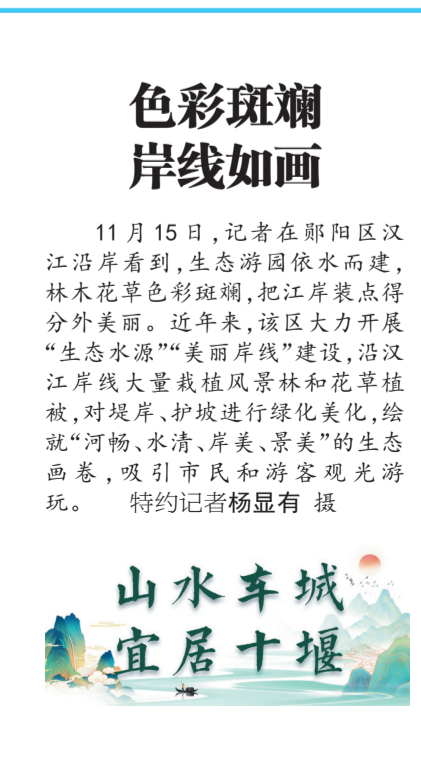 色彩斑斓
岸线如画
11月15日,记者在郧阳区汉
江沿岸看到,生态游园依水而建,
林木花草色彩斑斓,把江岸装点得
分外美丽。近年来,该区大力开展
“生态水源”“美丽岸线”建设,沿汉
江岸线大量栽植风景林和花草植
被,对堤岸、护坡进行绿化美化,绘
就“河畅、水清、岸美、景美”的生态
画卷,吸引市民和游客观光游
玩。 特约记者杨显有 摄
山水车城
宜居十堰